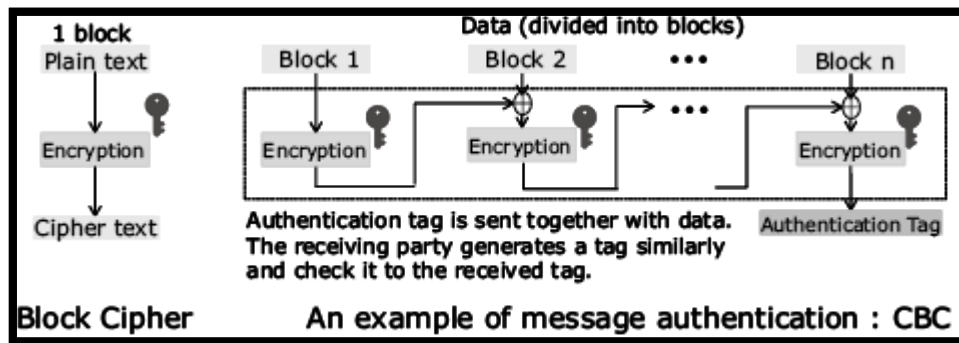 1 block
Plain text
Encryption
Cipher text
Block Cipher
Data (divided into blocks)
Block 1
Block 2
•••
Block n
•••
Encryption
Encryption
Encryption
Authentication Tag
Authentication tag is sent together with data.
The receiving party generates a tag similarly
and check it to the received tag.
An example of message authentication : CBC